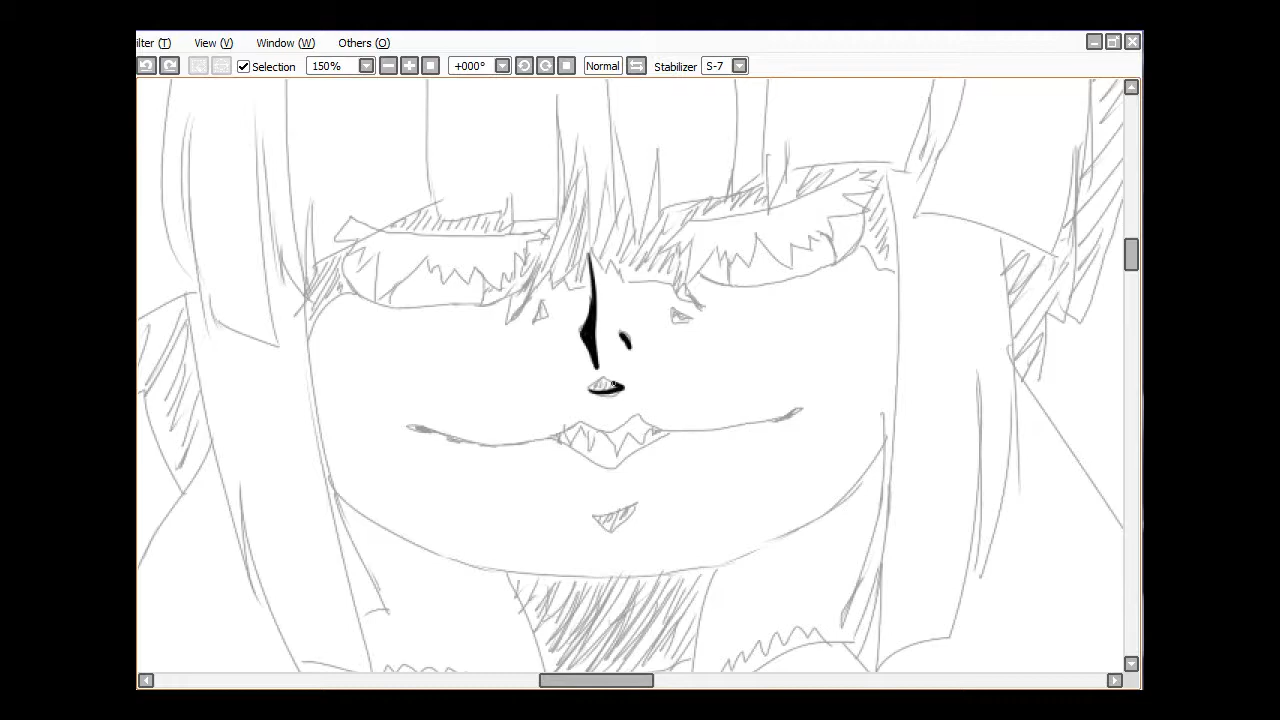 ilter (T) View (V) Window (W) Others (O)
Selection 150% +000° Normal Stabilizer S-7